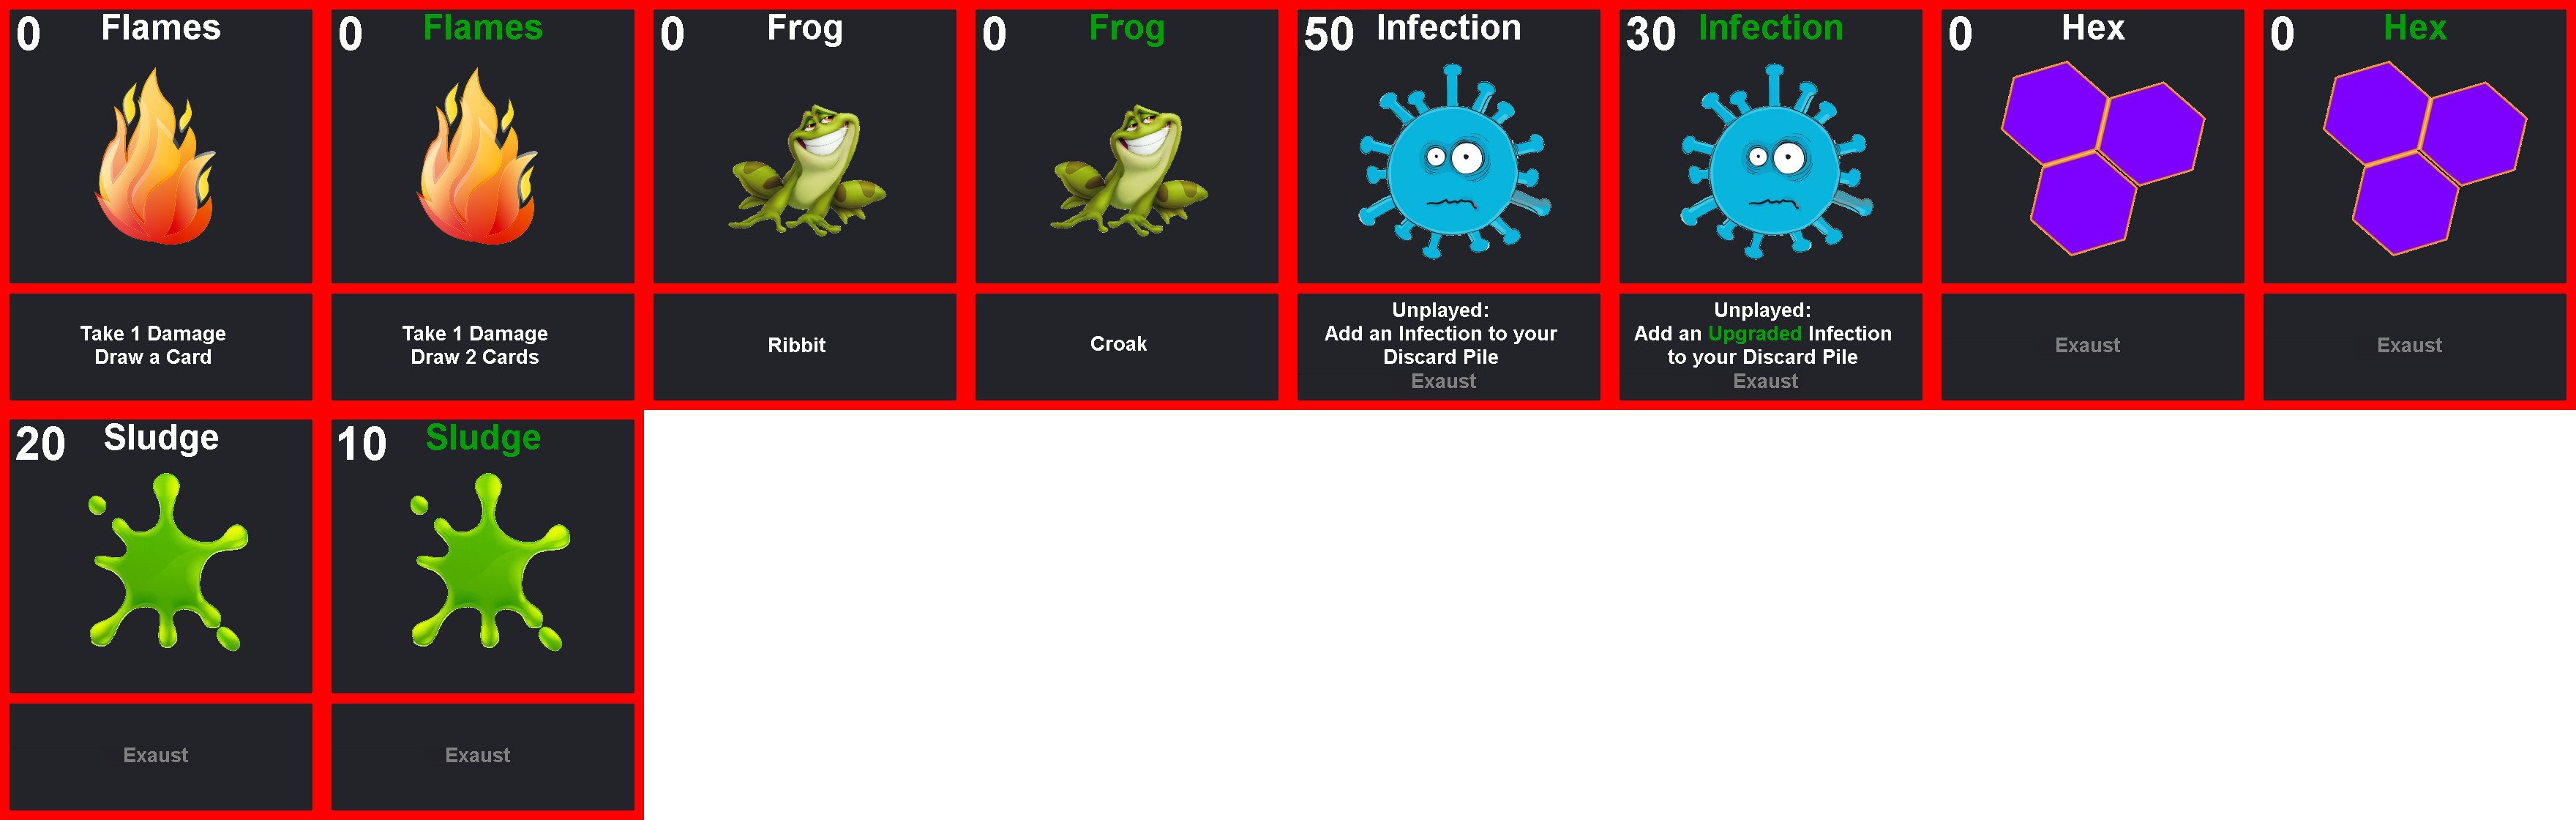 0 Flames
Take 1 Damage
Draw a Card
0 Flames
Take 1 Damage
Draw 2 Cards
0 Frog
Ribbit
0 Frog
Croak
50 Infection
Unplayed:
Add an Infection to your
Discard Pile
Exaust
30 Infection
Unplayed:
Add an Upgraded Infection
to your Discard Pile
Exaust
0 Hex
Exaust
0 Hex
Exaust
20 Sludge
Exaust
10 Sludge
Exaust